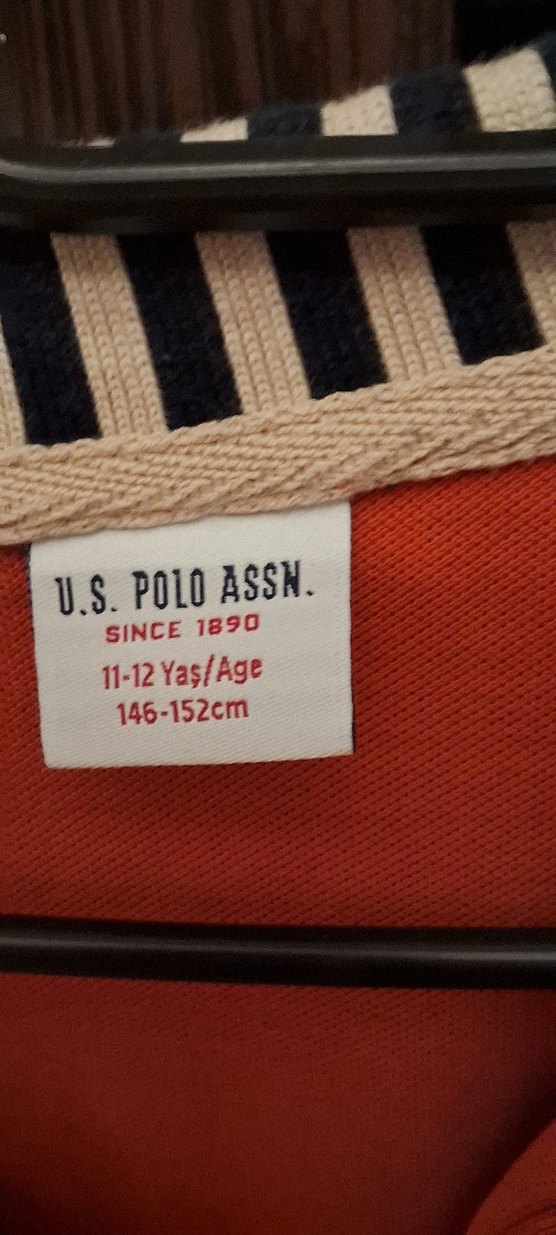 U.S. POLO ASSN.
SINCE 1890
11-12 Yaş/Age
146-152cm